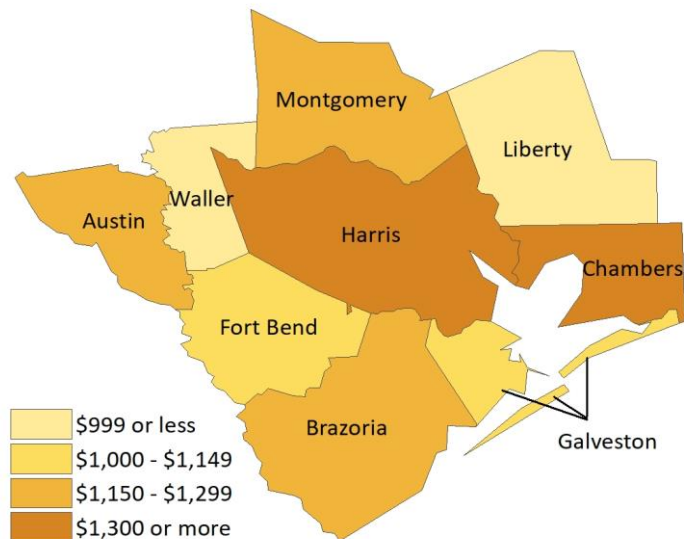 Montgomery
Liberty
Waller
Austin
Harris
Chambers
Fort Bend
Brazoria
Galveston
$999 or less
$1,000 - $1,149
$1,150 - $1,299
$1,300 or more